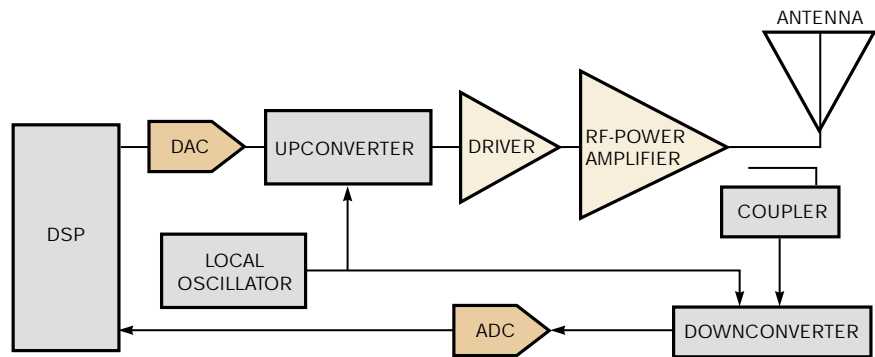 ANTENNA
DAC
UPCONVERTER
DRIVER
RF-POWER
AMPLIFIER
COUPLER
DSP
LOCAL
OSCILLATOR
ADC
DOWNCONVERTER